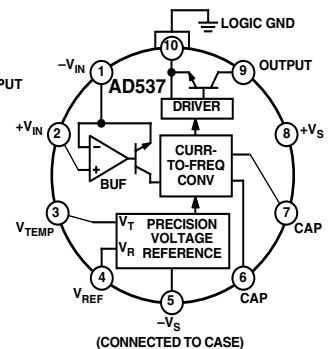 LOGIC GND
10
−VIN
1
AD537
9
OUTPUT
PUT
DRIVER
+VIN
2
8
+VS
−
+
BUF
CURR-
TO-FREQ
CONV
3
VTEMP
7
CAP
VT
PRECISION
VOLTAGE
REFERENCE
VR
4
VREF
6
CAP
5
−VS
(CONNECTED TO CASE)